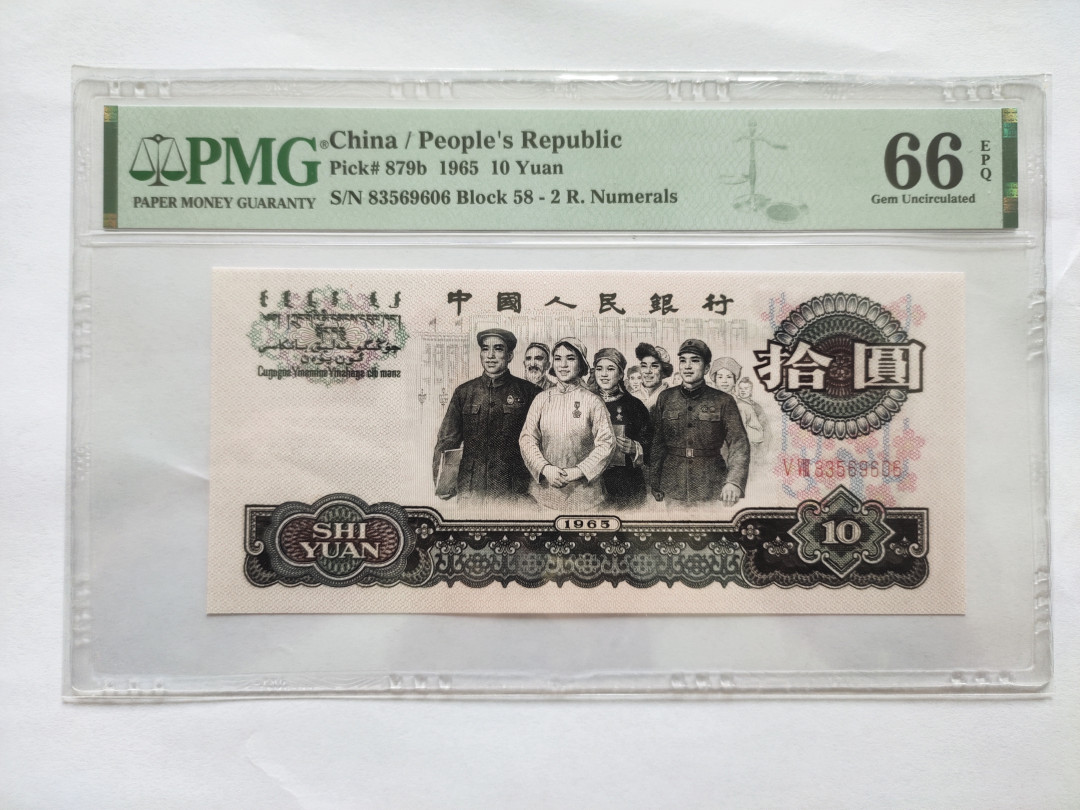 PMG®
PAPER MONEY GUARANTY
China / People's Republic
Pick# 879b 1965 10 Yuan
S/N 83569606 Block 58 - 2 R. Numerals
66
EPQ
Gem Uncirculated
中國人民銀行
拾圓
V VIII 83569606
SHI
YUAN
1965
10